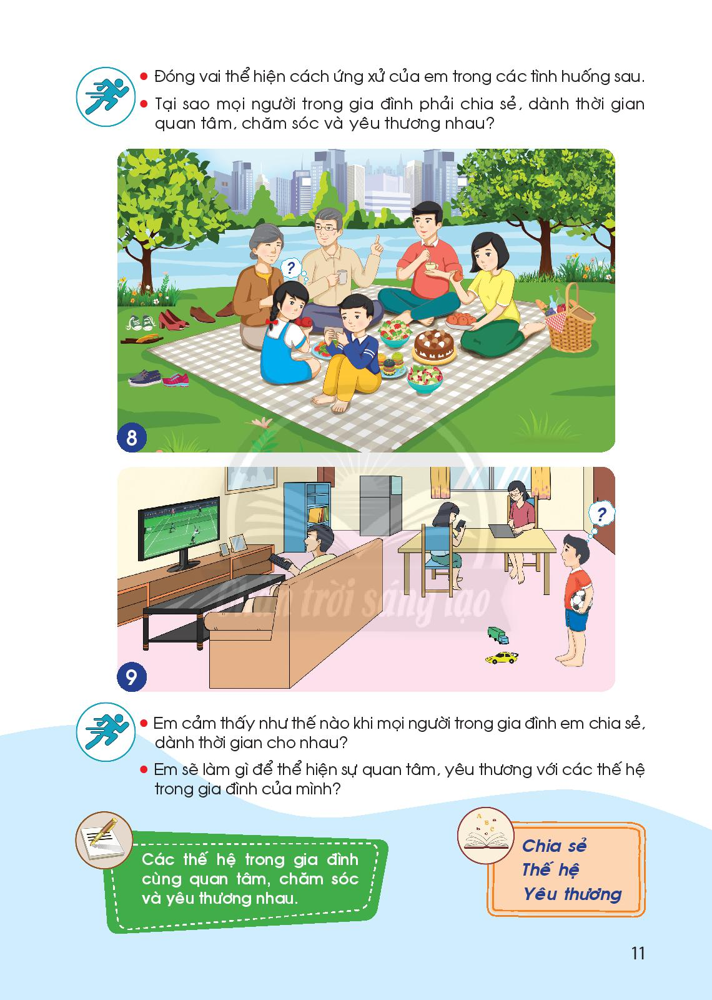 Đóng vai thể hiện cách ứng xử của em trong các tình huống sau.
Tại sao mọi người trong gia đình phải chia sẻ, dành thời gian
quan tâm, chăm sóc và yêu thương nhau?
?
8
?
Chân trời sáng tạo
9
Em cảm thấy như thế nào khi mọi người trong gia đình em chia sẻ,
dành thời gian cho nhau?
Em sẽ làm gì để thể hiện sự quan tâm, yêu thương với các thế hệ
trong gia đình của mình?
A
B
C
Các thế hệ trong gia đình
cùng quan tâm, chăm sóc
và yêu thương nhau.
Chia sẻ
Thế hệ
Yêu thương
11